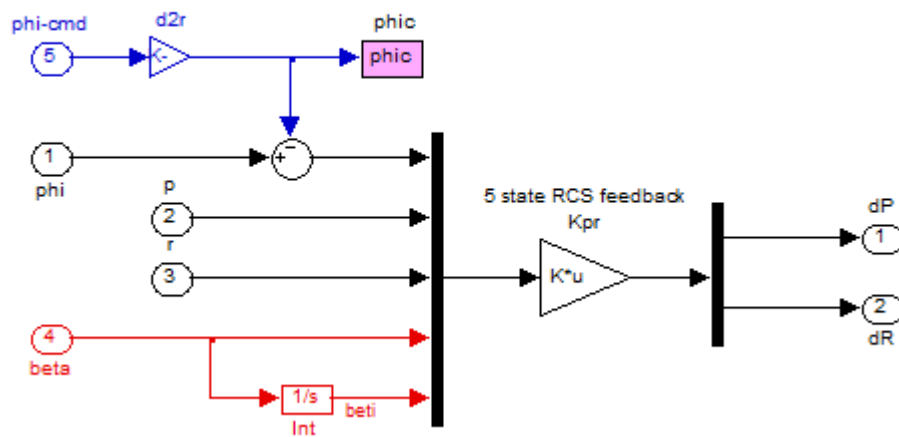 phi-cmd
d2r
phic
5
K-
phic
1
phi
p
2
r
3
5 state RCS feedback
Kpr
K*u
dP
1
2
dR
4
beta
1/s
beti
Int
+
−